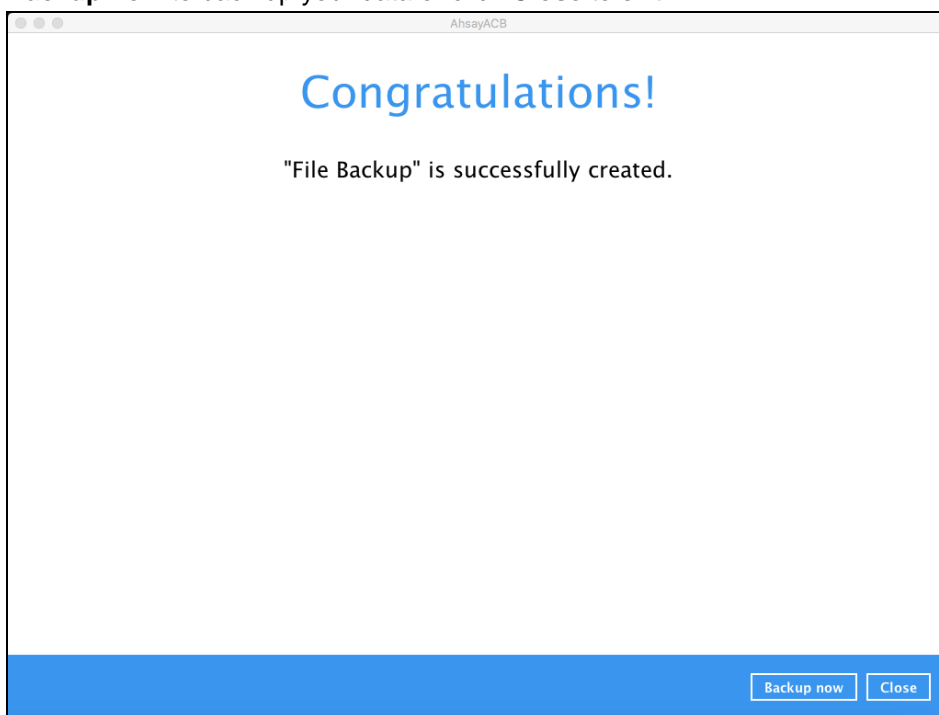 AhsayACB
Congratulations!
"File Backup" is successfully created.
Backup now Close